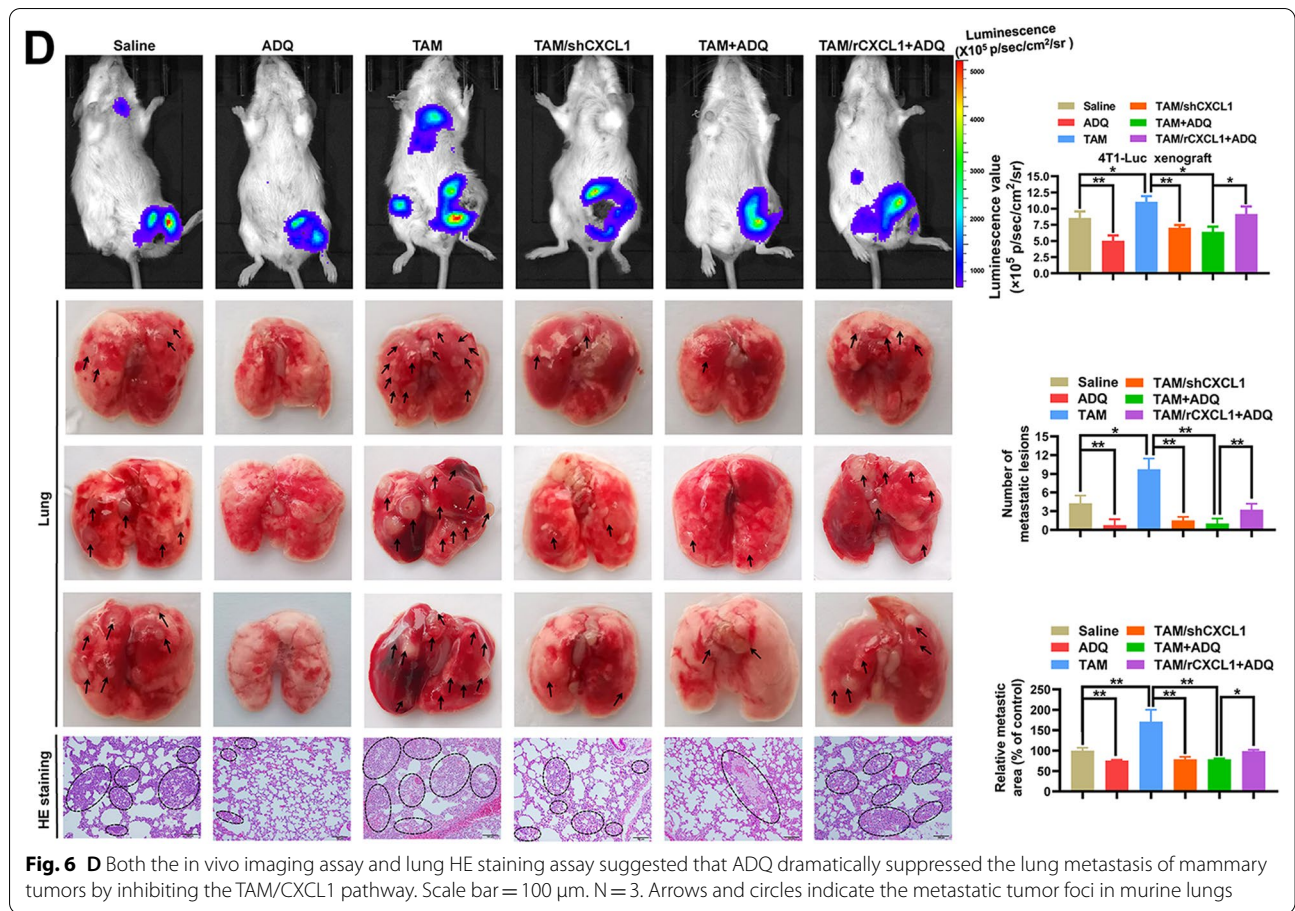 D
Saline ADQ TAM TAM/shCXCL1 TAM+ADQ TAM/rCXCL1+ADQ
Luminescence
(X10⁵ p/sec/cm²/sr )
5000
4000
3000
2000
1000
Saline TAM/shCXCL1
ADQ TAM+ADQ
TAM TAM/rCXCL1+ADQ
4T1-Luc xenograft
Luminescence value
(×10⁵ p/sec/cm²/sr)
15.0
12.5
10.0
7.5
5.0
2.5
0.0
* *
** ** *
Lung
Saline TAM/shCXCL1
ADQ TAM+ADQ
TAM TAM/rCXCL1+ADQ
Number of
metastatic lesions
15
12
9
6
3
0
* **
** ** **
Saline TAM/shCXCL1
ADQ TAM+ADQ
TAM TAM/rCXCL1+ADQ
Relative metastic
area (% of control)
250
200
150
100
50
0
** **
** ** *
HE staining
Fig. 6 D Both the in vivo imaging assay and lung HE staining assay suggested that ADQ dramatically suppressed the lung metastasis of mammary
tumors by inhibiting the TAM/CXCL1 pathway. Scale bar = 100 μm. N = 3. Arrows and circles indicate the metastatic tumor foci in murine lungs